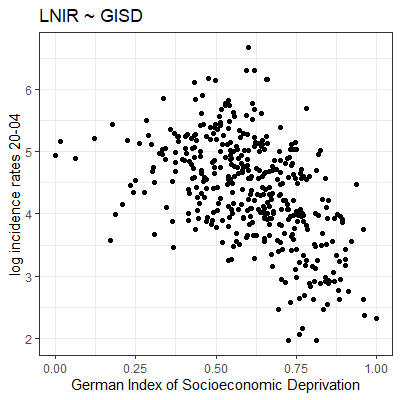 LNIR ~ GISD
log incidence rates 20-04
6
5
4
3
2
0.00 0.25 0.50 0.75 1.00
German Index of Socioeconomic Deprivation